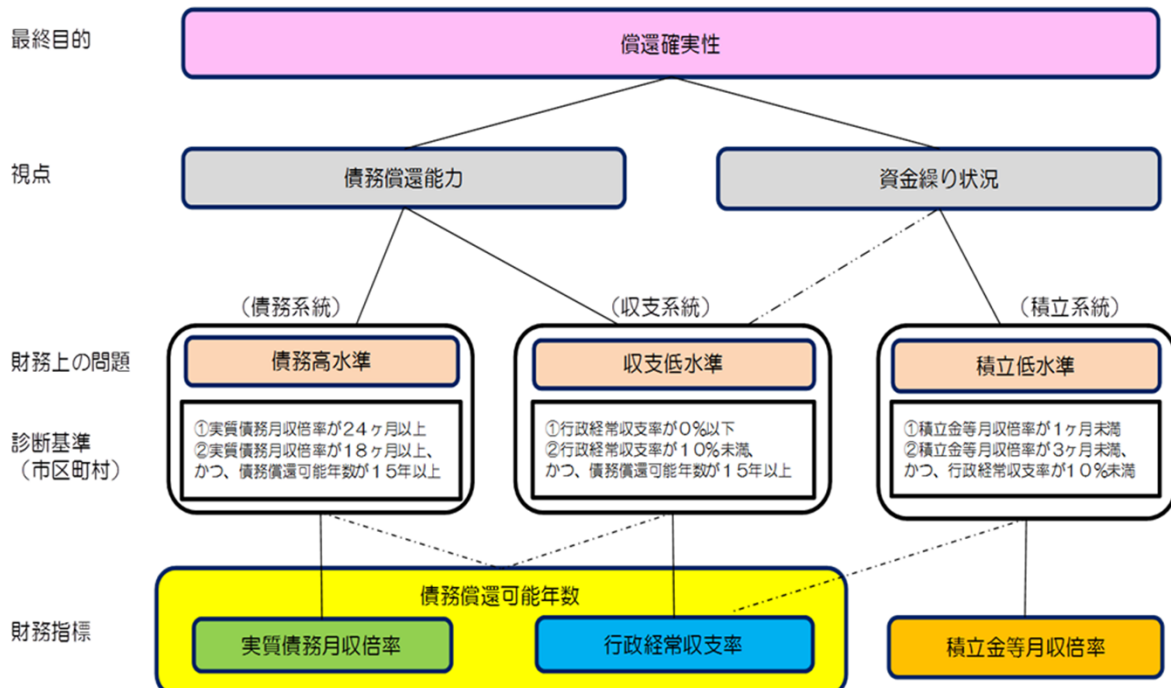 最終目的
償還確実性
視点
債務償還能力
資金繰り状況
（債務系統）
（収支系統）
（積立系統）
財務上の問題
債務高水準
収支低水準
積立低水準
診断基準
（市区町村）
①実質債務月収倍率が２４ヶ月以上
②実質債務月収倍率が１８ヶ月以上、
かつ、債務償還可能年数が１５年以上
①行政経常収支率が０％以下
②行政経常収支率が１０％未満、
かつ、債務償還可能年数が１５年以上
①積立金等月収倍率が１ヶ月未満
②積立金等月収倍率が３ヶ月未満、
かつ、行政経常収支率が１０％未満
債務償還可能年数
財務指標
実質債務月収倍率
行政経常収支率
積立金等月収倍率